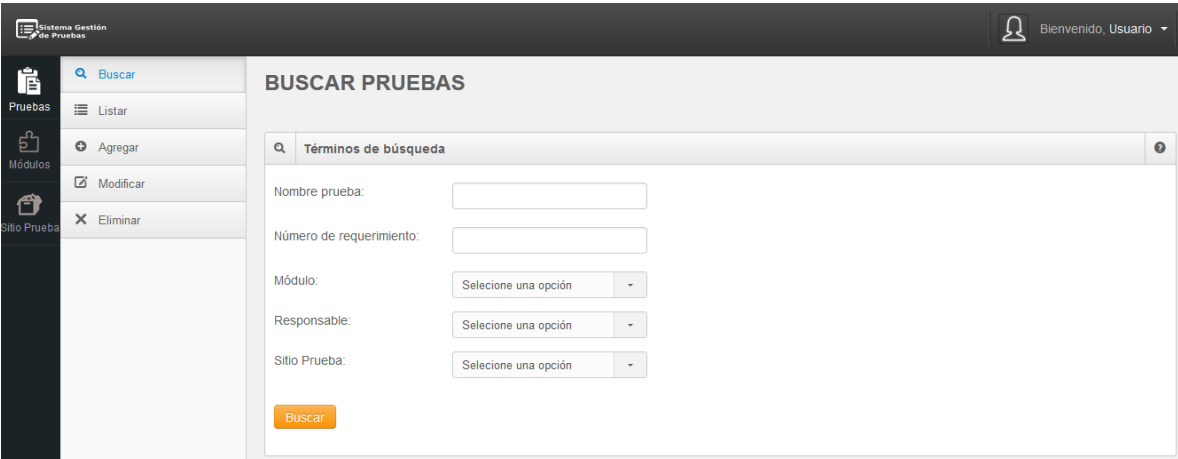 Sistema Gestión
de Pruebas
Bienvenido, Usuario
Pruebas
Módulos
Sitio Prueba
Buscar
Listar
Agregar
Modificar
Eliminar
BUSCAR PRUEBAS
Términos de búsqueda
Nombre prueba:
Número de requerimiento:
Módulo: Selecione una opción
Responsable: Selecione una opción
Sitio Prueba: Selecione una opción
Buscar